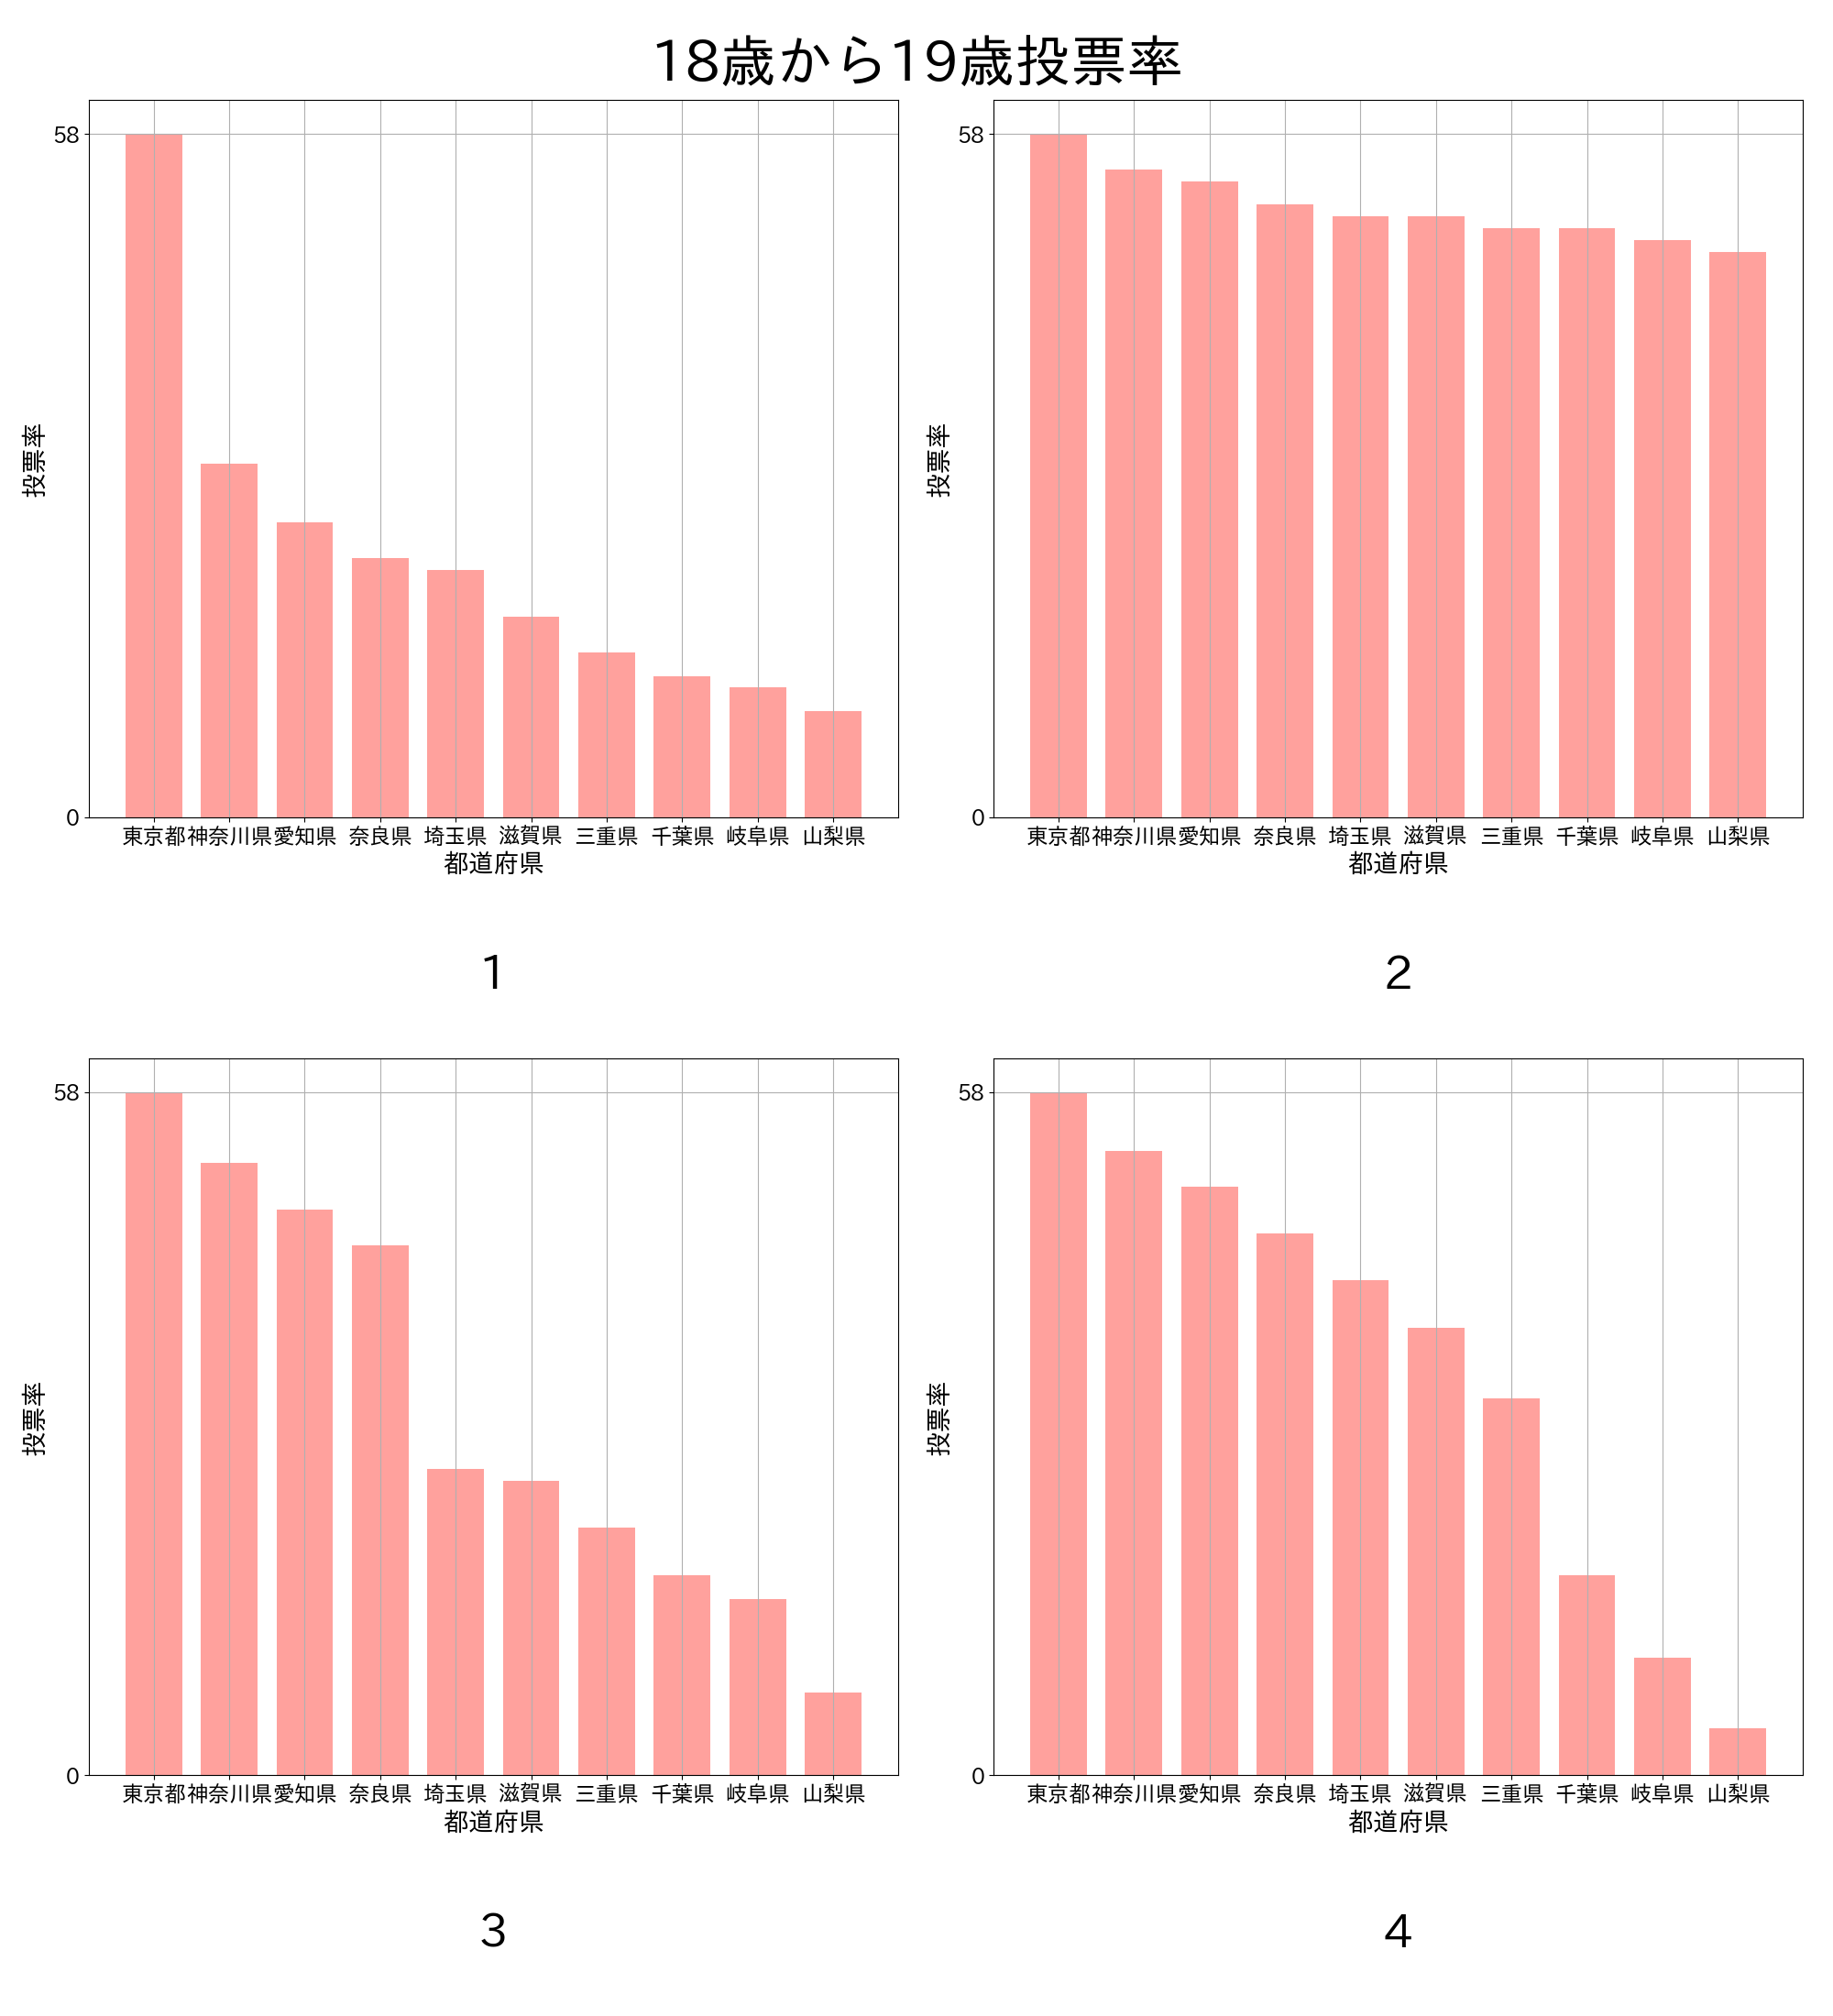 18歳から19歳投票率
58
0
投票率
東京都 神奈川県 愛知県 奈良県 埼玉県 滋賀県 三重県 千葉県 岐阜県 山梨県
都道府県
1
58
0
投票率
東京都 神奈川県 愛知県 奈良県 埼玉県 滋賀県 三重県 千葉県 岐阜県 山梨県
都道府県
2
58
0
投票率
東京都 神奈川県 愛知県 奈良県 埼玉県 滋賀県 三重県 千葉県 岐阜県 山梨県
都道府県
3
58
0
投票率
東京都 神奈川県 愛知県 奈良県 埼玉県 滋賀県 三重県 千葉県 岐阜県 山梨県
都道府県
4